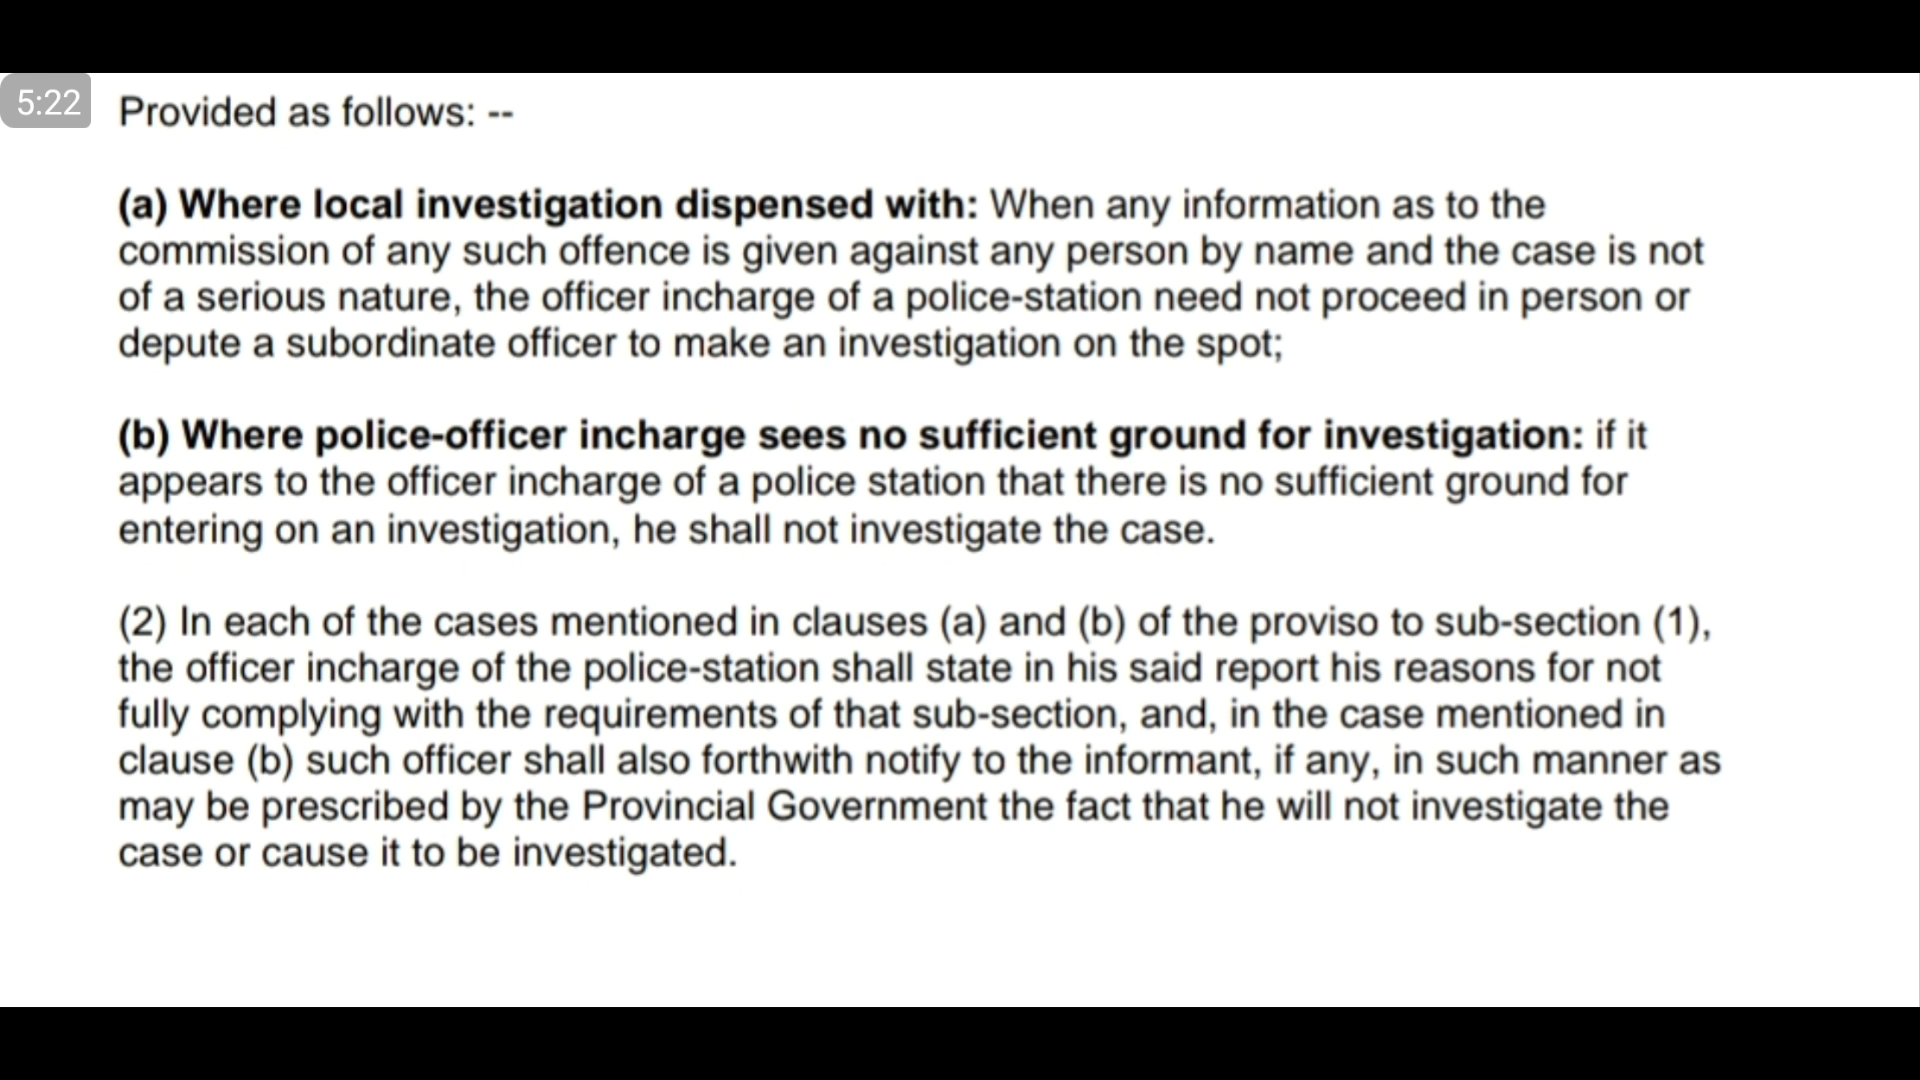 5:22
Provided as follows: --
(a) Where local investigation dispensed with: When any information as to the
commission of any such offence is given against any person by name and the case is not
of a serious nature, the officer incharge of a police-station need not proceed in person or
depute a subordinate officer to make an investigation on the spot;
(b) Where police-officer incharge sees no sufficient ground for investigation: if it
appears to the officer incharge of a police station that there is no sufficient ground for
entering on an investigation, he shall not investigate the case.
(2) In each of the cases mentioned in clauses (a) and (b) of the proviso to sub-section (1),
the officer incharge of the police-station shall state in his said report his reasons for not
fully complying with the requirements of that sub-section, and, in the case mentioned in
clause (b) such officer shall also forthwith notify to the informant, if any, in such manner as
may be prescribed by the Provincial Government the fact that he will not investigate the
case or cause it to be investigated.